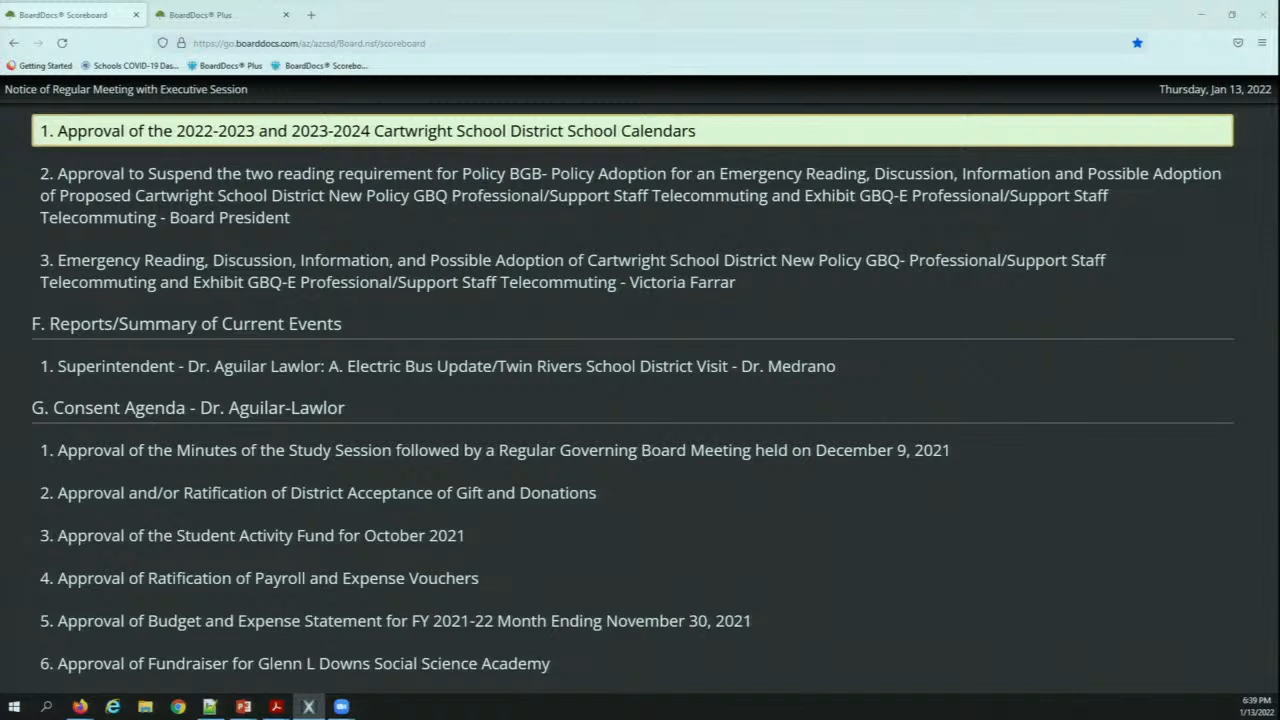 BoardDocs® Scoreboard
BoardDocs® Plus
https://go.boarddocs.com/az/azcsd/Board.nsf/scoreboard
Getting Started
Schools COVID-19 Das...
BoardDocs® Plus
BoardDocs® Scorebo...
Notice of Regular Meeting with Executive Session
Thursday, Jan 13, 2022
1. Approval of the 2022-2023 and 2023-2024 Cartwright School District School Calendars
2. Approval to Suspend the two reading requirement for Policy BGB- Policy Adoption for an Emergency Reading, Discussion, Information and Possible Adoption
of Proposed Cartwright School District New Policy GBQ Professional/Support Staff Telecommuting and Exhibit GBQ-E Professional/Support Staff
Telecommuting - Board President
3. Emergency Reading, Discussion, Information, and Possible Adoption of Cartwright School District New Policy GBQ- Professional/Support Staff
Telecommuting and Exhibit GBQ-E Professional/Support Staff Telecommuting - Victoria Farrar
F. Reports/Summary of Current Events
1. Superintendent - Dr. Aguilar Lawlor: A. Electric Bus Update/Twin Rivers School District Visit - Dr. Medrano
G. Consent Agenda - Dr. Aguilar-Lawlor
1. Approval of the Minutes of the Study Session followed by a Regular Governing Board Meeting held on December 9, 2021
2. Approval and/or Ratification of District Acceptance of Gift and Donations
3. Approval of the Student Activity Fund for October 2021
4. Approval of Ratification of Payroll and Expense Vouchers
5. Approval of Budget and Expense Statement for FY 2021-22 Month Ending November 30, 2021
6. Approval of Fundraiser for Glenn L Downs Social Science Academy
6:39 PM
1/13/2022